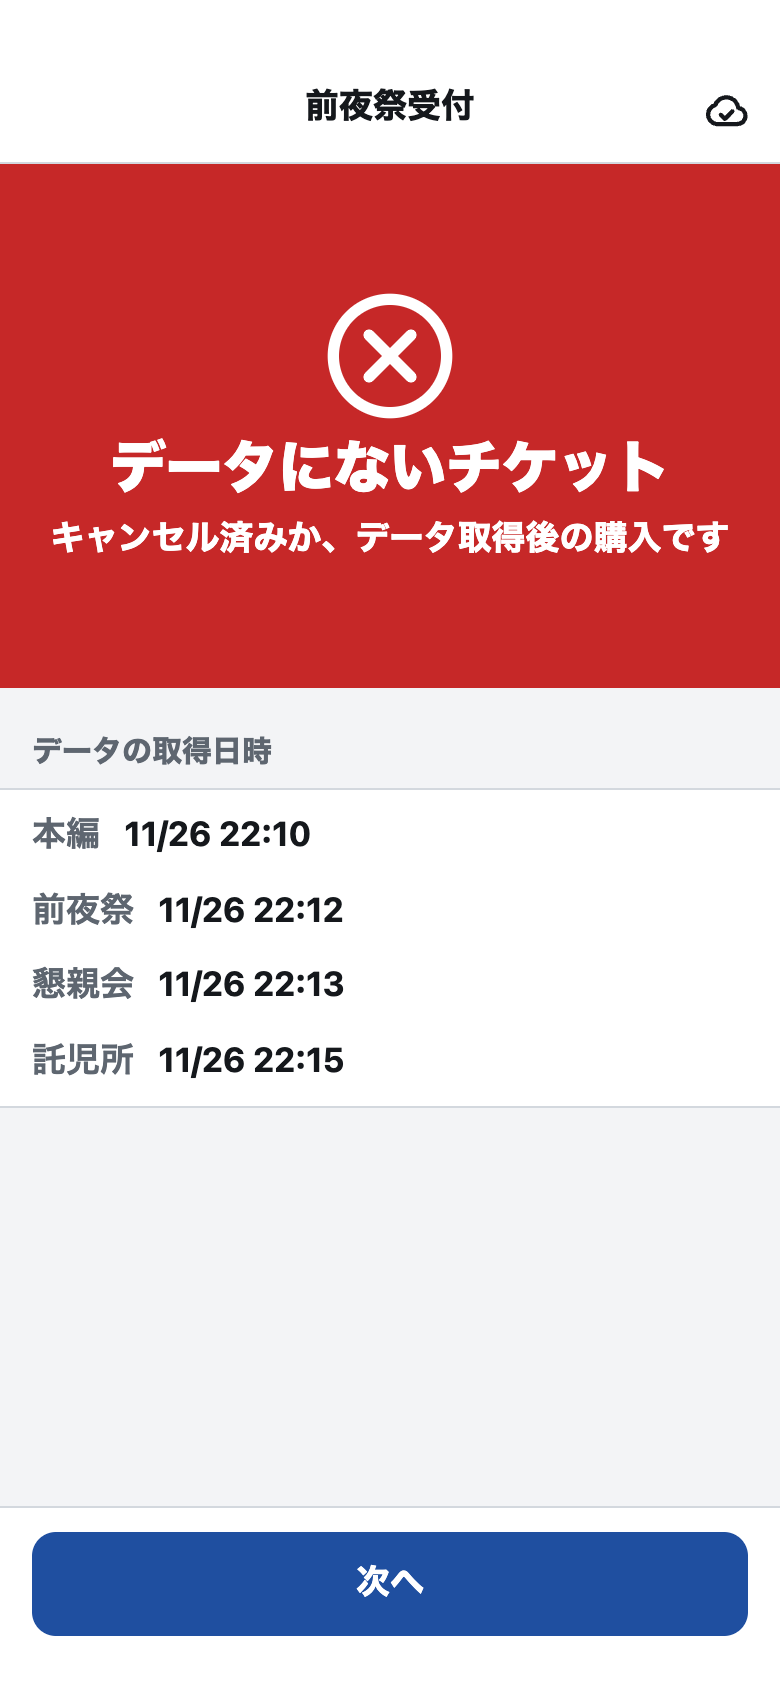 前夜祭受付
データにないチケット
キャンセル済みか、データ取得後の購入です
データの取得日時
本編 11/26 22:10
前夜祭 11/26 22:12
懇親会 11/26 22:13
託児所 11/26 22:15
次へ